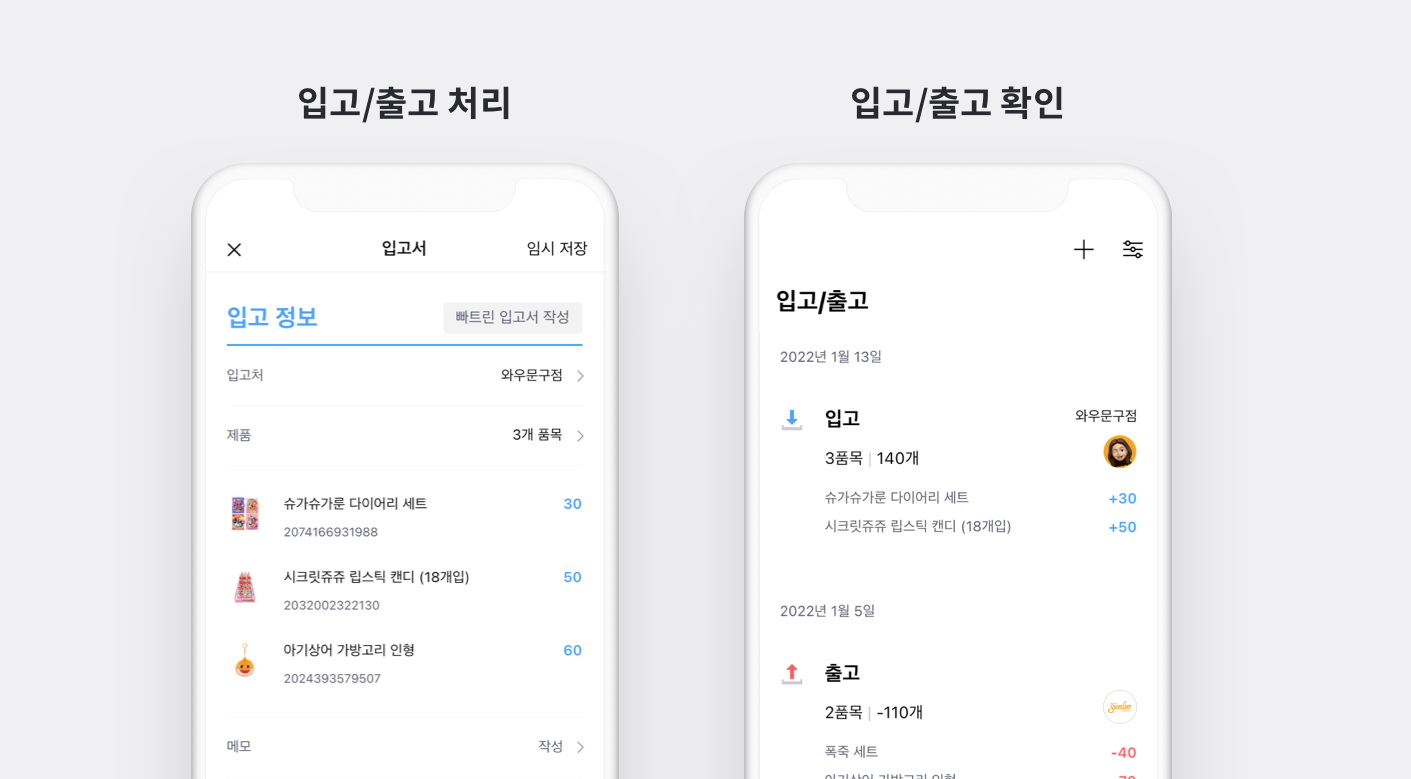 입고/출고 처리
입고서
임시 저장
입고 정보
빠트린 입고서 작성
입고처
와우문구점
제품
3개 품목
슈가슈가룬 다이어리 세트
30
2074166931988
시크릿쥬쥬 립스틱 캔디 (18개입)
50
2032002322130
아기상어 가방고리 인형
60
2024393579507
메모
작성
입고/출고 확인
입고/출고
2022년 1월 13일
입고
와우문구점
3품목 | 140개
슈가슈가룬 다이어리 세트
+30
시크릿쥬쥬 립스틱 캔디 (18개입)
+50
2022년 1월 5일
출고
2품목 | -110개
폭죽 세트
-40